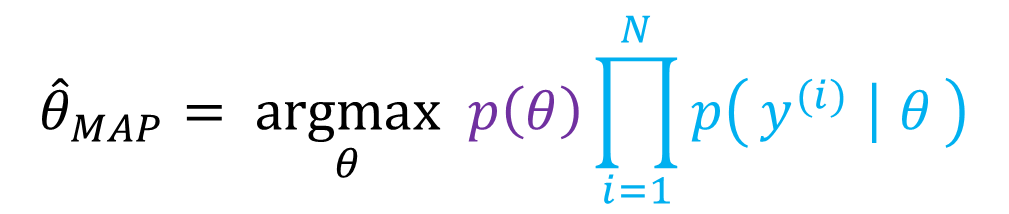 θ̂_MAP = argmax_θ p(θ) ∏_{i=1}^{N} p( y^{(i)} | θ )